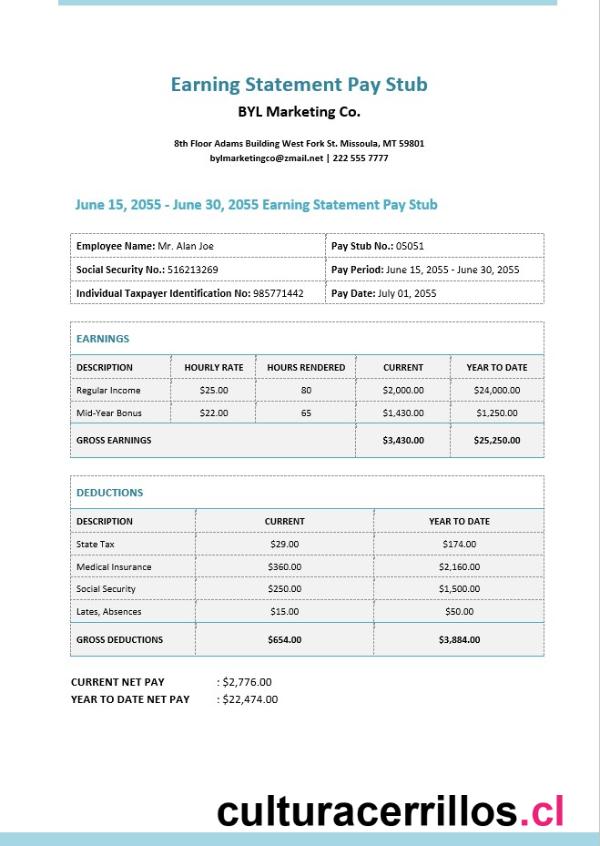 Earning Statement Pay Stub
BYL Marketing Co.
8th Floor Adams Building West Fork St. Missoula, MT 59801
bylmarketingco@zmail.net | 222 555 7777
June 15, 2055 - June 30, 2055 Earning Statement Pay Stub
Employee Name: Mr. Alan Joe Pay Stub No.: 05051
Social Security No.: 516213269 Pay Period: June 15, 2055 - June 30, 2055
Individual Taxpayer Identification No: 985771442 Pay Date: July 01, 2055
EARNINGS
DESCRIPTION HOURLY RATE HOURS RENDERED CURRENT YEAR TO DATE
Regular Income $25.00 80 $2,000.00 $24,000.00
Mid-Year Bonus $22.00 65 $1,430.00 $1,250.00
GROSS EARNINGS $3,430.00 $25,250.00
DEDUCTIONS
DESCRIPTION CURRENT YEAR TO DATE
State Tax $29.00 $174.00
Medical Insurance $360.00 $2,160.00
Social Security $250.00 $1,500.00
Lates, Absences $15.00 $50.00
GROSS DEDUCTIONS $654.00 $3,884.00
CURRENT NET PAY : $2,776.00
YEAR TO DATE NET PAY : $22,474.00
culturacerrillos.cl